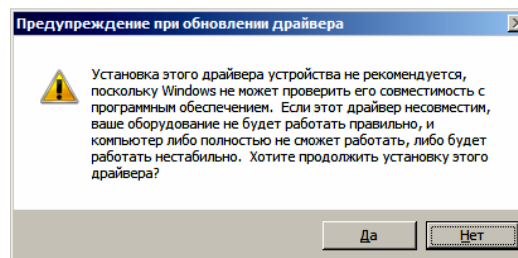 Предупреждение при обновлении драйвера
Установка этого драйвера устройства не рекомендуется,
поскольку Windows не может проверить его совместимость с
программным обеспечением. Если этот драйвер несовместим,
ваше оборудование не будет работать правильно, и
компьютер либо полностью не сможет работать, либо будет
работать нестабильно. Хотите продолжить установку этого
драйвера?
Да
Нет